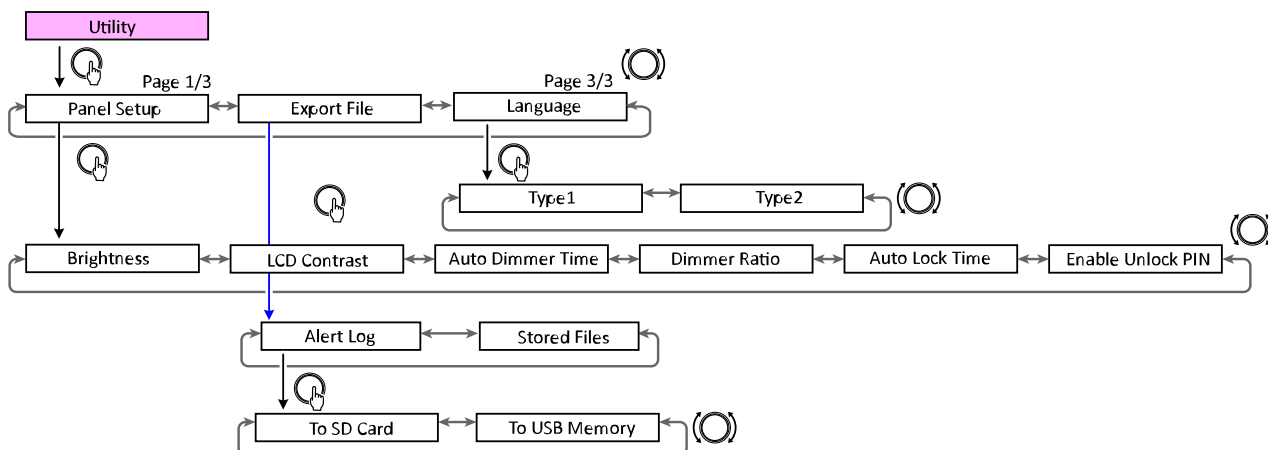 Utility
Page 1/3
Page 3/3
Panel Setup
Export File
Language
Type1
Type2
Brightness
LCD Contrast
Auto Dimmer Time
Dimmer Ratio
Auto Lock Time
Enable Unlock PIN
Alert Log
Stored Files
To SD Card
To USB Memory